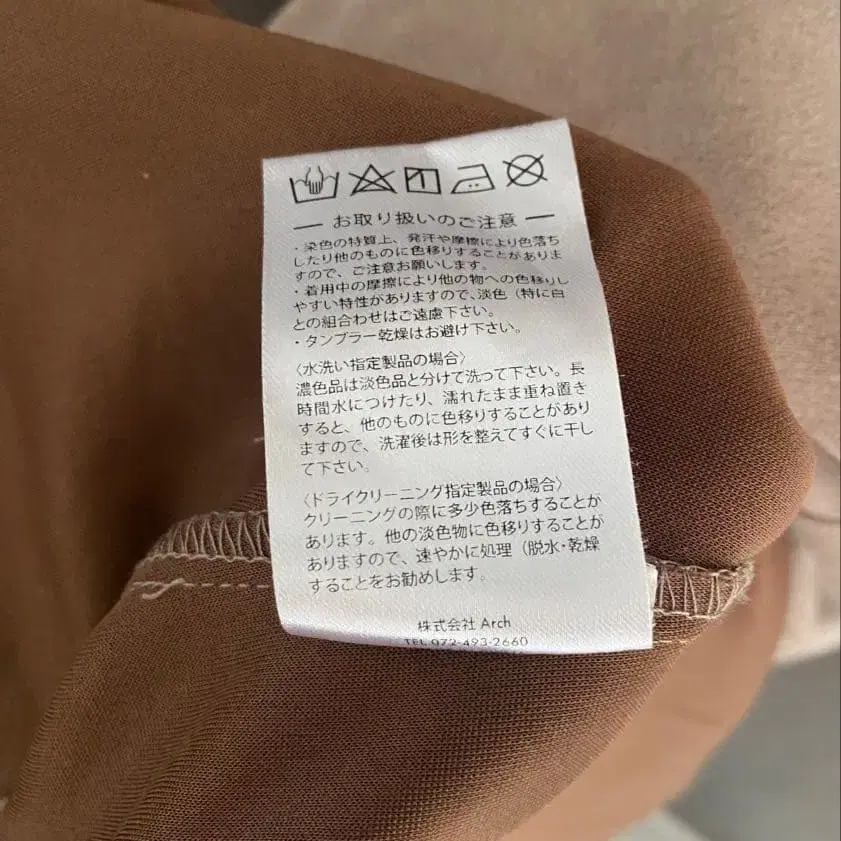 お取り扱いのご注意
・染色の特質上、発汗や摩擦により色落ち
したり他のものに色移りすることがありま
すので、ご注意お願いします。
・着用中の摩擦により他の物への色移りし
やすい特性がありますので、淡色（特に白
との組合わせはご遠慮下さい。
・タンブラー乾燥はお避け下さい。
〈水洗い指定製品の場合〉
濃色品は淡色品と分けて洗って下さい。長
時間水につけたり、濡れたまま重ね置き
すると、他のものに色移りすることがあり
ますので、洗濯後は形を整えてすぐに干し
て下さい。
〈ドライクリーニング指定製品の場合〉
クリーニングの際に多少色落ちすることが
あります。他の淡色物に色移りすることが
ありますので、速やかに処理（脱水・乾燥
することをお勧めします。
株式会社 Arch
TEL 072-493-2660